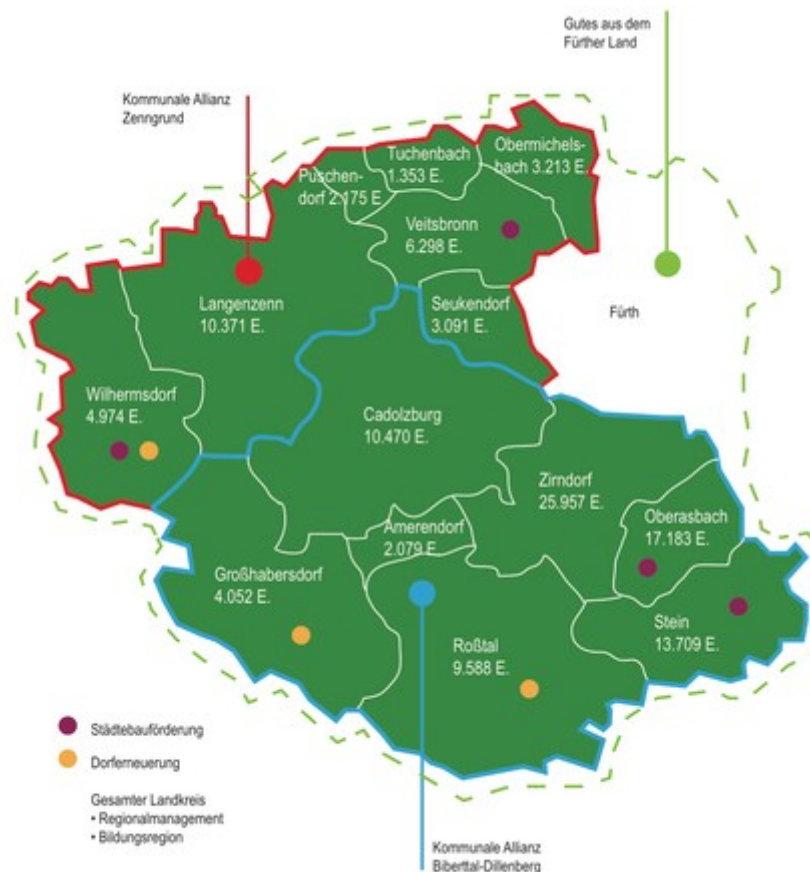 Gutes aus dem
Fürther Land
Kommunale Allianz
Zenngrund
Obermichels-
bach 3.213 E.
Tuchenbach
1.353 E.
Puschen-
dorf 2.175 E
Veitsbronn
6.298 E.
Langenzenn
10.371 E.
Seukendorf
3.091 E.
Fürth
Wilhermsdorf
4.974 E.
Cadolzburg
10.470 E.
Zirndorf
25.957 E.
Oberasbach
17.183 E.
Amerendorf
2.079 E.
Großhabersdorf
4.052 E.
Stein
13.709 E.
Roßtal
9.588 E.
Städtebauförderung
Dorferneuerung
Gesamter Landkreis
• Regionalmanagement
• Bildungsregion
Kommunale Allianz
Biberttal-Dillenberg